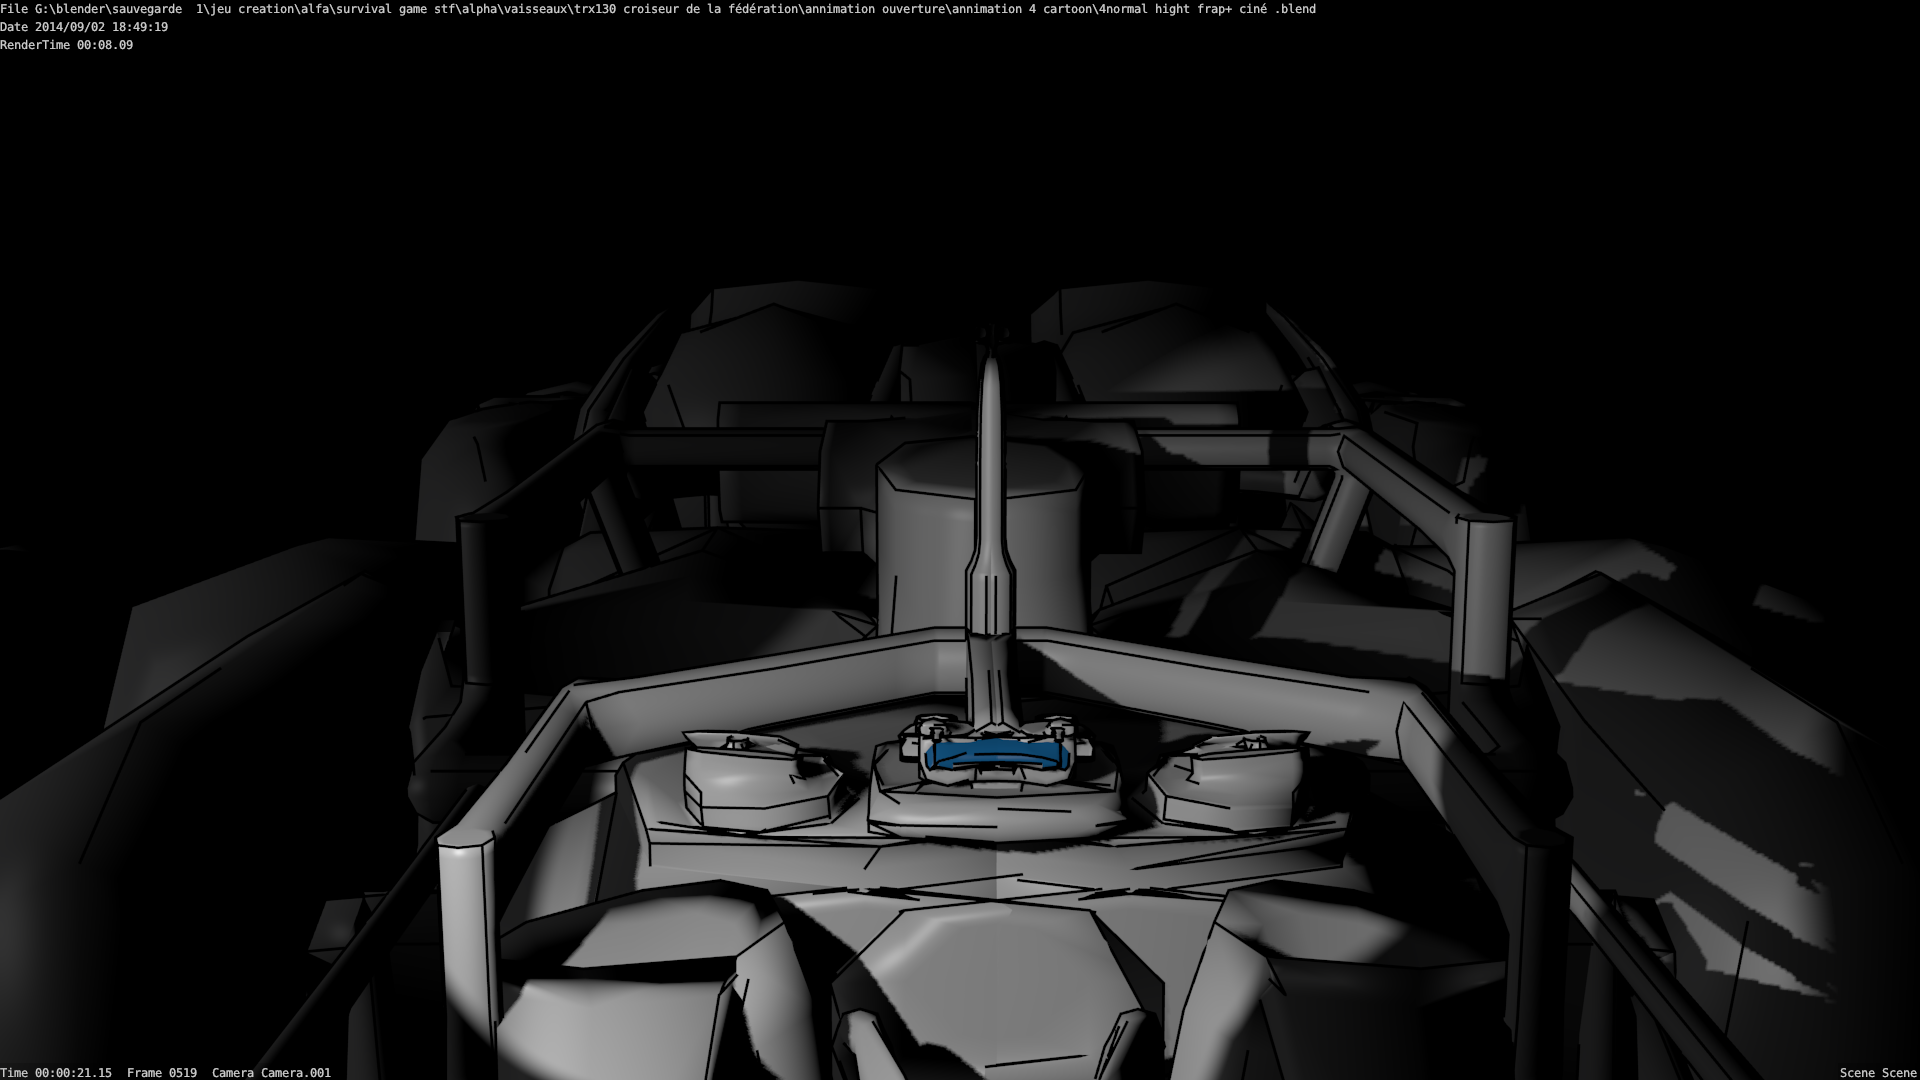 File G:\blender\sauvegarde  1\jeu creation\alfa\survival game stf\alpha\vaisseaux\trx130 croiseur de la fédération\annimation ouverture\annimation 4 cartoon\4normal hight frap+ ciné .blend
Date 2014/09/02 18:49:19
RenderTime 00:08.09
Time 00:00:21.15  Frame 0519  Camera Camera.001
Scene Scene